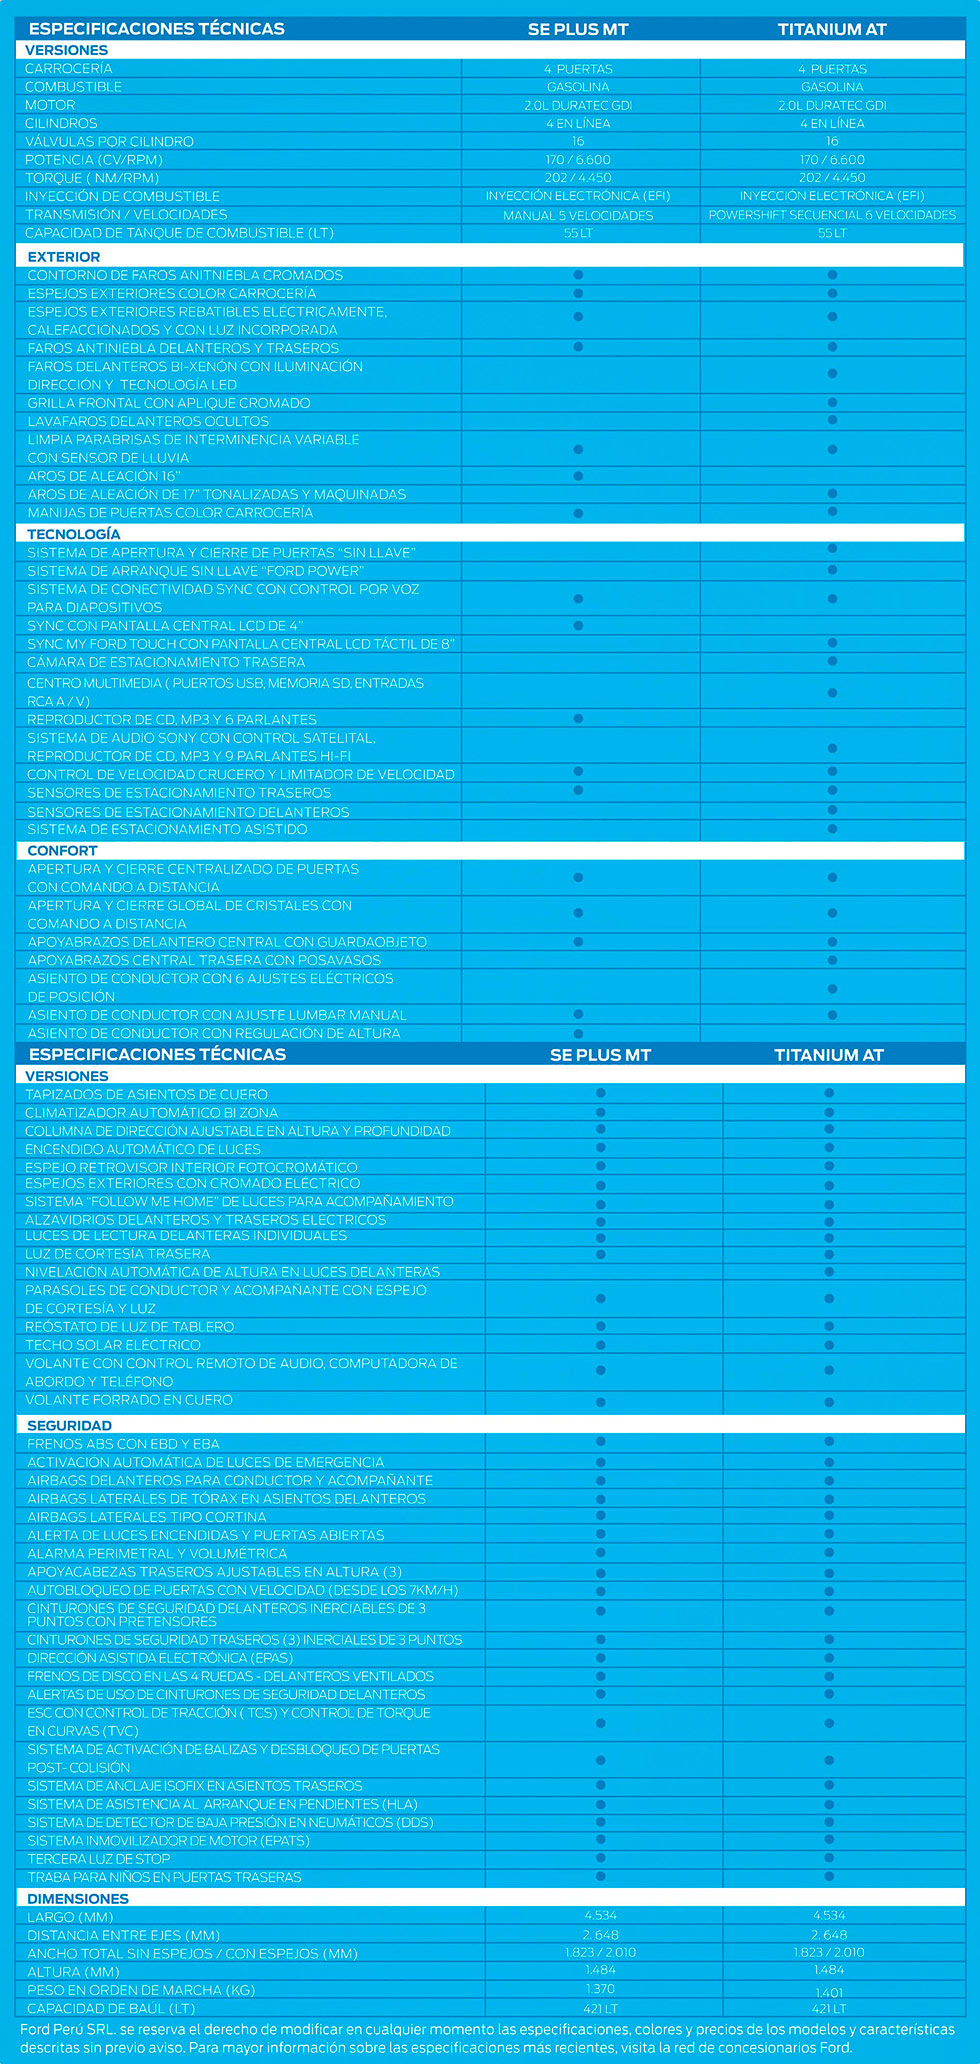 ESPECIFICACIONES TÉCNICAS SE PLUS MT TITANIUM AT
VERSIONES
CARROCERÍA 4 PUERTAS 4 PUERTAS
COMBUSTIBLE GASOLINA GASOLINA
MOTOR 2.0L DURATEC GDI 2.0L DURATEC GDI
CILINDROS 4 EN LÍNEA 4 EN LÍNEA
VÁLVULAS POR CILINDRO 16 16
POTENCIA (CV/RPM) 170 / 6.600 170 / 6.600
TORQUE ( NM/RPM) 202 / 4.450 202 / 4.450
INYECCIÓN DE COMBUSTIBLE INYECCIÓN ELECTRÓNICA (EFI) INYECCIÓN ELECTRÓNICA (EFI)
TRANSMISIÓN / VELOCIDADES MANUAL 5 VELOCIDADES POWERSHIFT SECUENCIAL 6 VELOCIDADES
CAPACIDAD DE TANQUE DE COMBUSTIBLE (LT) 55 LT 55 LT
EXTERIOR
CONTORNO DE FAROS ANITNIEBLA CROMADOS ● ●
ESPEJOS EXTERIORES COLOR CARROCERÍA ● ●
ESPEJOS EXTERIORES REBATIBLES ELÉCTRICAMENTE,
CALEFACCIONADOS Y CON LUZ INCORPORADA ● ●
FAROS ANTINIEBLA DELANTEROS Y TRASEROS ● ●
FAROS DELANTEROS BI-XENÓN CON ILUMINACIÓN
DIRECCIÓN Y TECNOLOGÍA LED ●
GRILLA FRONTAL CON APLIQUE CROMADO ●
LAVAFAROS DELANTEROS OCULTOS ●
LIMPIA PARABRISAS DE INTERMINENCIA VARIABLE
CON SENSOR DE LLUVIA ● ●
AROS DE ALEACIÓN 16” ●
AROS DE ALEACIÓN DE 17” TONALIZADAS Y MAQUINADAS ●
MANIJAS DE PUERTAS COLOR CARROCERÍA ● ●
TECNOLOGÍA
SISTEMA DE APERTURA Y CIERRE DE PUERTAS “SIN LLAVE” ●
SISTEMA DE ARRANQUE SIN LLAVE “FORD POWER” ●
SISTEMA DE CONECTIVIDAD SYNC CON CONTROL POR VOZ
PARA DIAPOSITIVOS ● ●
SYNC CON PANTALLA CENTRAL LCD DE 4” ●
SYNC MY FORD TOUCH CON PANTALLA CENTRAL LCD TÁCTIL DE 8” ●
CÁMARA DE ESTACIONAMIENTO TRASERA ●
CENTRO MULTIMEDIA ( PUERTOS USB, MEMORIA SD, ENTRADAS
RCA A / V) ●
REPRODUCTOR DE CD, MP3 Y 6 PARLANTES ●
SISTEMA DE AUDIO SONY CON CONTROL SATELITAL,
REPRODUCTOR DE CD, MP3 Y 9 PARLANTES HI-FI ●
CONTROL DE VELOCIDAD CRUCERO Y LIMITADOR DE VELOCIDAD ● ●
SENSORES DE ESTACIONAMIENTO TRASEROS ● ●
SENSORES DE ESTACIONAMIENTO DELANTEROS ●
SISTEMA DE ESTACIONAMIENTO ASISTIDO ●
CONFORT
APERTURA Y CIERRE CENTRALIZADO DE PUERTAS
CON COMANDO A DISTANCIA ● ●
APERTURA Y CIERRE GLOBAL DE CRISTALES CON
COMANDO A DISTANCIA ● ●
APOYABRAZOS DELANTERO CENTRAL CON GUARDAOBJETO ● ●
APOYABRAZOS CENTRAL TRASERA CON POSAVASOS ●
ASIENTO DE CONDUCTOR CON 6 AJUSTES ELÉCTRICOS
DE POSICIÓN ●
ASIENTO DE CONDUCTOR CON AJUSTE LUMBAR MANUAL ● ●
ASIENTO DE CONDUCTOR CON REGULACIÓN DE ALTURA ●
ESPECIFICACIONES TÉCNICAS SE PLUS MT TITANIUM AT
VERSIONES
TAPIZADOS DE ASIENTOS DE CUERO ● ●
CLIMATIZADOR AUTOMÁTICO BI ZONA ● ●
COLUMNA DE DIRECCIÓN AJUSTABLE EN ALTURA Y PROFUNDIDAD ● ●
ENCENDIDO AUTOMÁTICO DE LUCES ● ●
ESPEJO RETROVISOR INTERIOR FOTOCROMÁTICO ● ●
ESPEJOS EXTERIORES CON CROMADO ELÉCTRICO ● ●
SISTEMA “FOLLOW ME HOME” DE LUCES PARA ACOMPAÑAMIENTO ● ●
ALZAVIDRIOS DELANTEROS Y TRASEROS ELÉCTRICOS ● ●
LUCES DE LECTURA DELANTERAS INDIVIDUALES ● ●
LUZ DE CORTESÍA TRASERA ● ●
NIVELACIÓN AUTOMÁTICA DE ALTURA EN LUCES DELANTERAS ●
PARASOLES DE CONDUCTOR Y ACOMPAÑANTE CON ESPEJO
DE CORTESÍA Y LUZ ● ●
REÓSTATO DE LUZ DE TABLERO ● ●
TECHO SOLAR ELÉCTRICO ● ●
VOLANTE CON CONTROL REMOTO DE AUDIO, COMPUTADORA DE
ABORDO Y TELÉFONO ● ●
VOLANTE FORRADO EN CUERO ● ●
SEGURIDAD
FRENOS ABS CON EBD Y EBA ● ●
ACTIVACIÓN AUTOMÁTICA DE LUCES DE EMERGENCIA ● ●
AIRBAGS DELANTEROS PARA CONDUCTOR Y ACOMPAÑANTE ● ●
AIRBAGS LATERALES DE TÓRAX EN ASIENTOS DELANTEROS ● ●
AIRBAGS LATERALES TIPO CORTINA ● ●
ALERTA DE LUCES ENCENDIDAS Y PUERTAS ABIERTAS ● ●
ALARMA PERIMETRAL Y VOLUMÉTRICA ● ●
APOYACABEZAS TRASEROS AJUSTABLES EN ALTURA (3) ● ●
AUTOBLOQUEO DE PUERTAS CON VELOCIDAD (DESDE LOS 7KM/H) ● ●
CINTURONES DE SEGURIDAD DELANTEROS INERCIABLES DE 3
PUNTOS CON PRETENSORES ● ●
CINTURONES DE SEGURIDAD TRASEROS (3) INERCIALES DE 3 PUNTOS ● ●
DIRECCIÓN ASISTIDA ELECTRÓNICA (EPAS) ● ●
FRENOS DE DISCO EN LAS 4 RUEDAS - DELANTEROS VENTILADOS ● ●
ALERTAS DE USO DE CINTURONES DE SEGURIDAD DELANTEROS ● ●
ESC CON CONTROL DE TRACCIÓN ( TCS) Y CONTROL DE TORQUE
EN CURVAS (TVC) ● ●
SISTEMA DE ACTIVACIÓN DE BALIZAS Y DESBLOQUEO DE PUERTAS
POST- COLISIÓN ● ●
SISTEMA DE ANCLAJE ISOFIX EN ASIENTOS TRASEROS ● ●
SISTEMA DE ASISTENCIA AL ARRANQUE EN PENDIENTES (HLA) ● ●
SISTEMA DE DETECTOR DE BAJA PRESIÓN EN NEUMÁTICOS (DDS) ● ●
SISTEMA INMOVILIZADOR DE MOTOR (EPATS) ● ●
TERCERA LUZ DE STOP ● ●
TRABA PARA NIÑOS EN PUERTAS TRASERAS ● ●
DIMENSIONES
LARGO (MM) 4.534 4.534
DISTANCIA ENTRE EJES (MM) 2. 648 2. 648
ANCHO TOTAL SIN ESPEJOS / CON ESPEJOS (MM) 1.823 / 2.010 1.823 / 2.010
ALTURA (MM) 1.484 1.484
PESO EN ORDEN DE MARCHA (KG) 1.370 1.401
CAPACIDAD DE BAÚL (LT) 421 LT 421 LT
Ford Perú SRL. se reserva el derecho de modificar en cualquier momento las especificaciones, colores y precios de los modelos y características
descritas sin previo aviso. Para mayor información sobre las especificaciones más recientes, visita la red de concesionarios Ford.